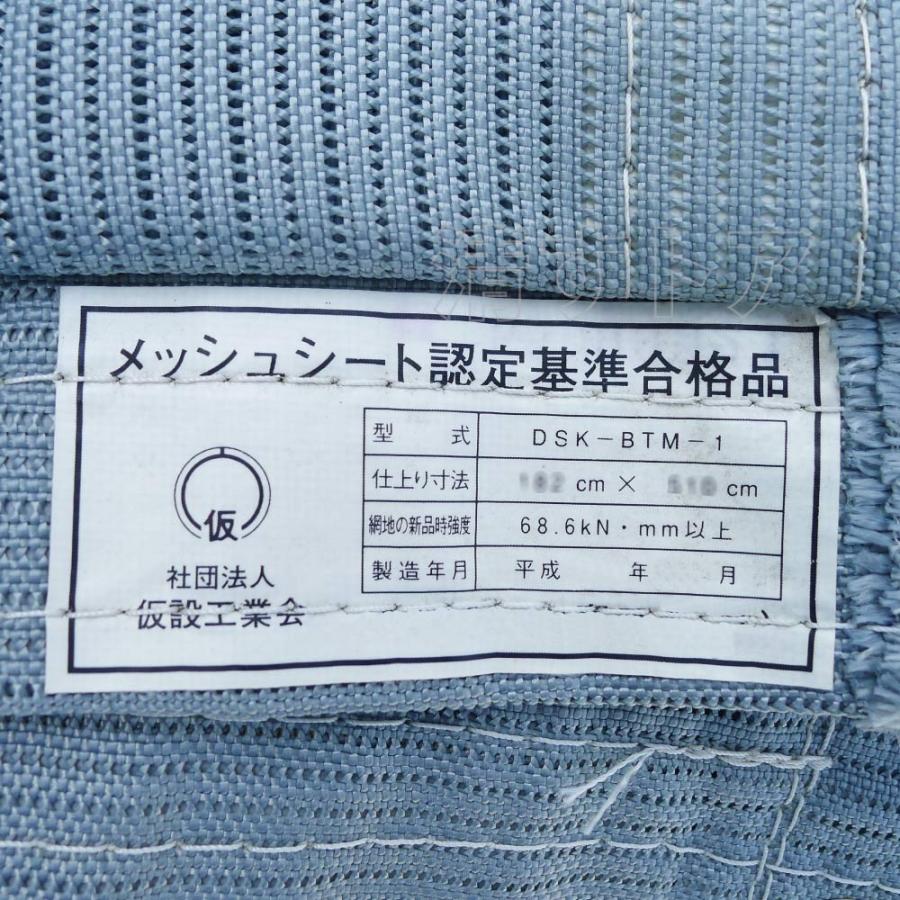 メッシュシート認定基準合格品
型 式 DSK-BTM-1
仕上り寸法 cm × cm
網地の新品時強度 68.6kN・mm以上
製造年月 平成 年 月
仮
社団法人
仮設工業会